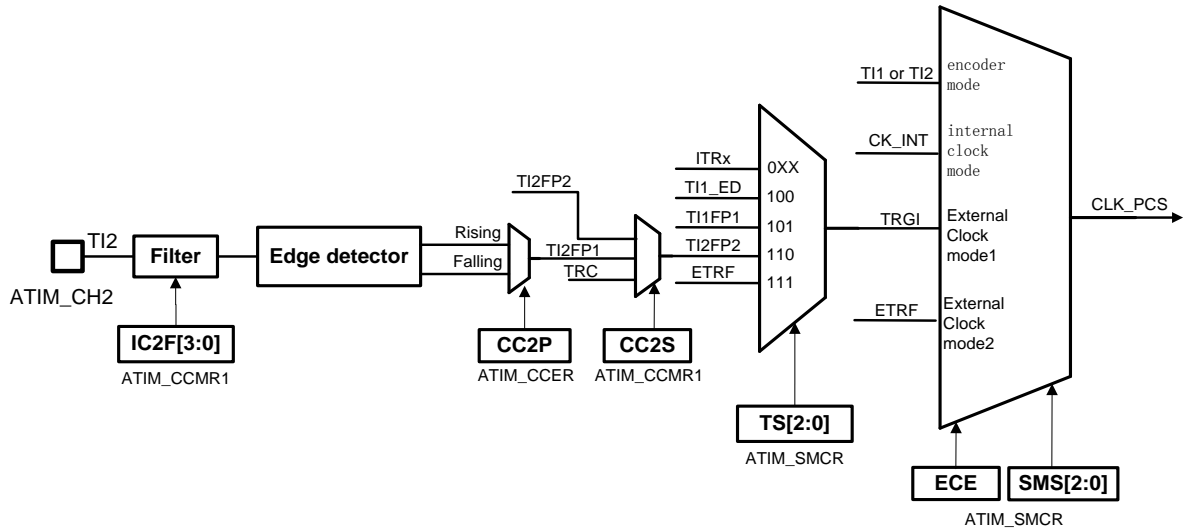 TI2
ATIM_CH2
Filter
IC2F[3:0]
ATIM_CCMR1
Edge detector
Rising
Falling
CC2P
ATIM_CCER
TI2FP2
TI2FP1
TRC
CC2S
ATIM_CCMR1
ITRx
TI1_ED
TI1FP1
TI2FP2
ETRF
0XX
100
101
110
111
TS[2:0]
ATIM_SMCR
TI1 or TI2
CK_INT
TRGI
ETRF
encoder
mode
internal
clock
mode
External
Clock
mode1
External
Clock
mode2
CLK_PCS
ECE
SMS[2:0]
ATIM_SMCR